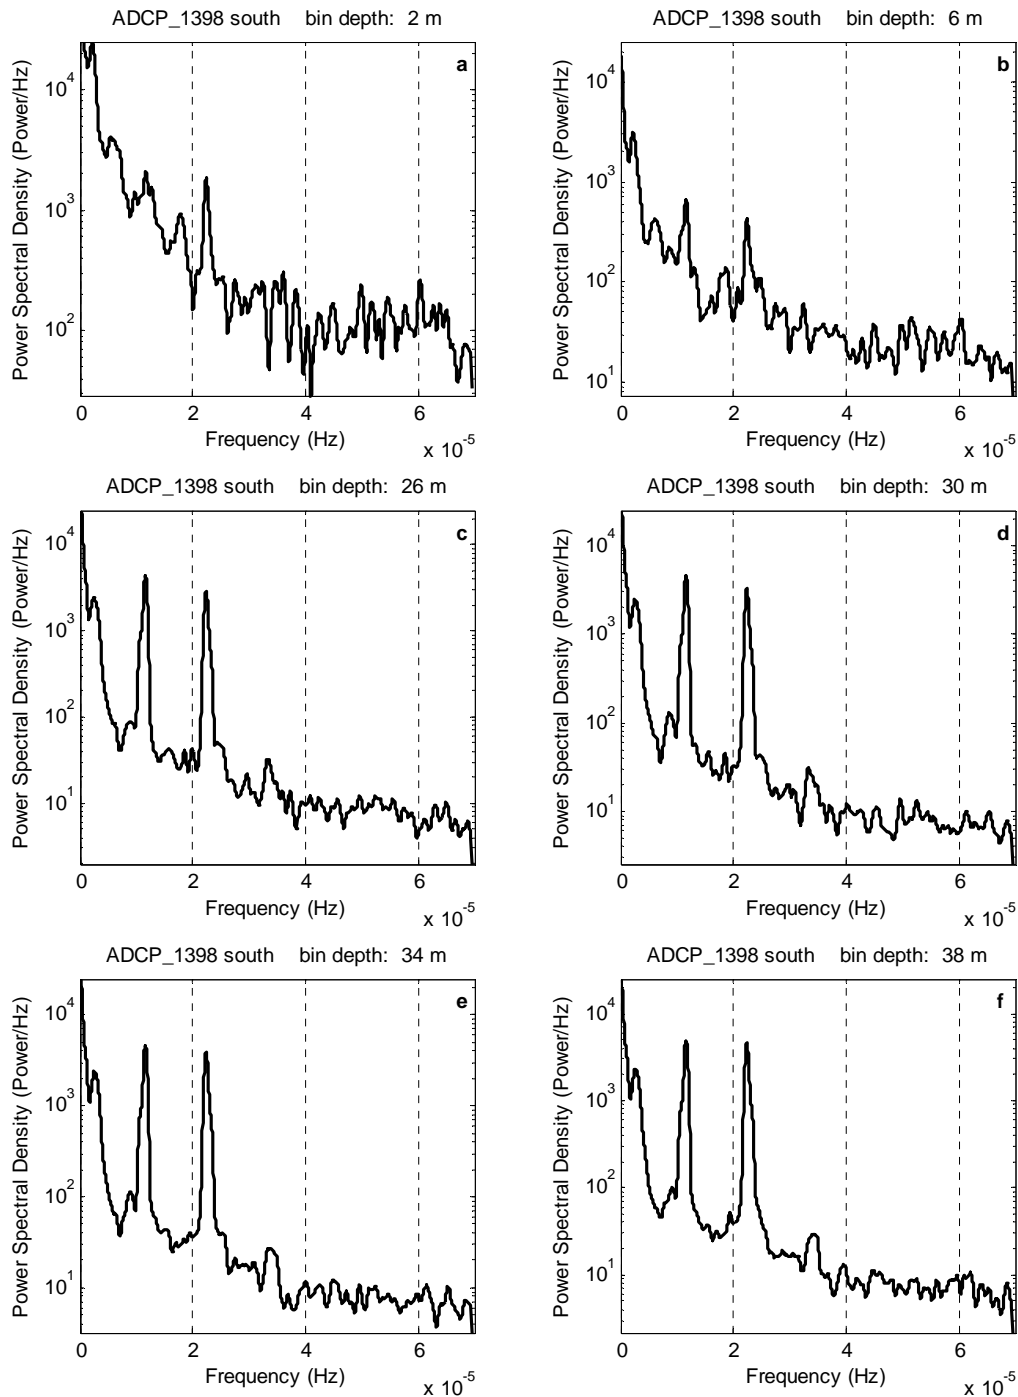 ADCP_1398 south bin depth: 2 m
a
Power Spectral Density (Power/Hz)
10^4
10^3
10^2
0 2 4 6
Frequency (Hz)
x 10^-5
ADCP_1398 south bin depth: 6 m
b
Power Spectral Density (Power/Hz)
10^4
10^3
10^2
10^1
0 2 4 6
Frequency (Hz)
x 10^-5
ADCP_1398 south bin depth: 26 m
c
Power Spectral Density (Power/Hz)
10^4
10^3
10^2
10^1
0 2 4 6
Frequency (Hz)
x 10^-5
ADCP_1398 south bin depth: 30 m
d
Power Spectral Density (Power/Hz)
10^4
10^3
10^2
10^1
0 2 4 6
Frequency (Hz)
x 10^-5
ADCP_1398 south bin depth: 34 m
e
Power Spectral Density (Power/Hz)
10^4
10^3
10^2
10^1
0 2 4 6
Frequency (Hz)
x 10^-5
ADCP_1398 south bin depth: 38 m
f
Power Spectral Density (Power/Hz)
10^4
10^3
10^2
10^1
0 2 4 6
Frequency (Hz)
x 10^-5